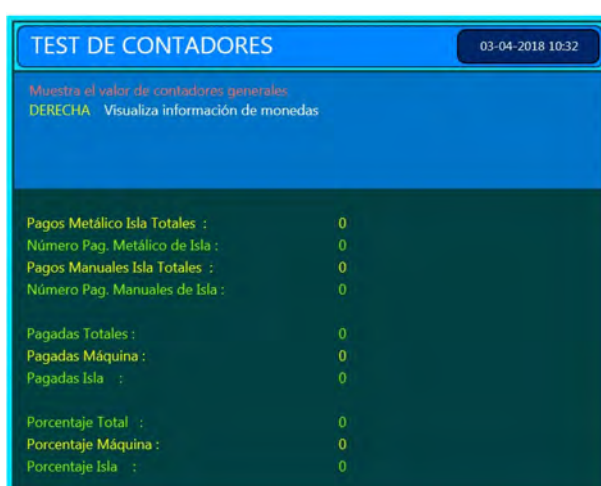 TEST DE CONTADORES
03-04-2018 10:32
Muestra el valor de contadores generales
DERECHA Visualiza información de monedas
Pagos Metálico Isla Totales : 0
Número Pag. Metálico de Isla : 0
Pagos Manuales Isla Totales : 0
Número Pag. Manuales de Isla : 0
Pagadas Totales : 0
Pagadas Máquina : 0
Pagadas Isla : 0
Porcentaje Total : 0
Porcentaje Máquina : 0
Porcentaje Isla : 0